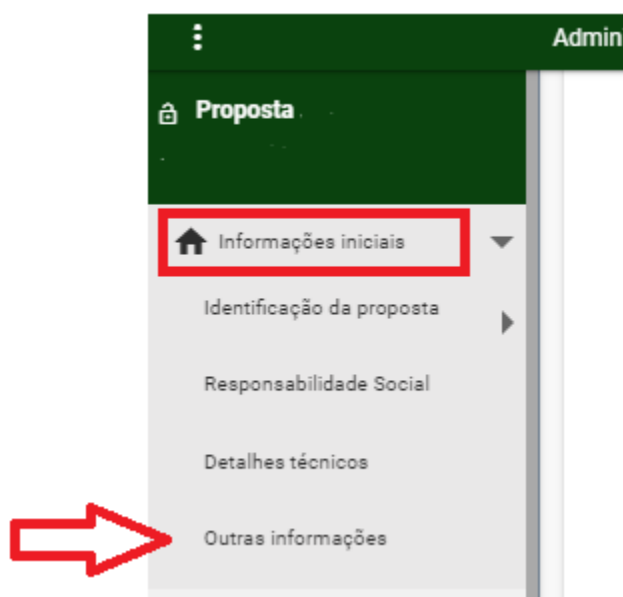 Admin
Proposta
Informações iniciais
Identificação da proposta
Responsabilidade Social
Detalhes técnicos
Outras informações